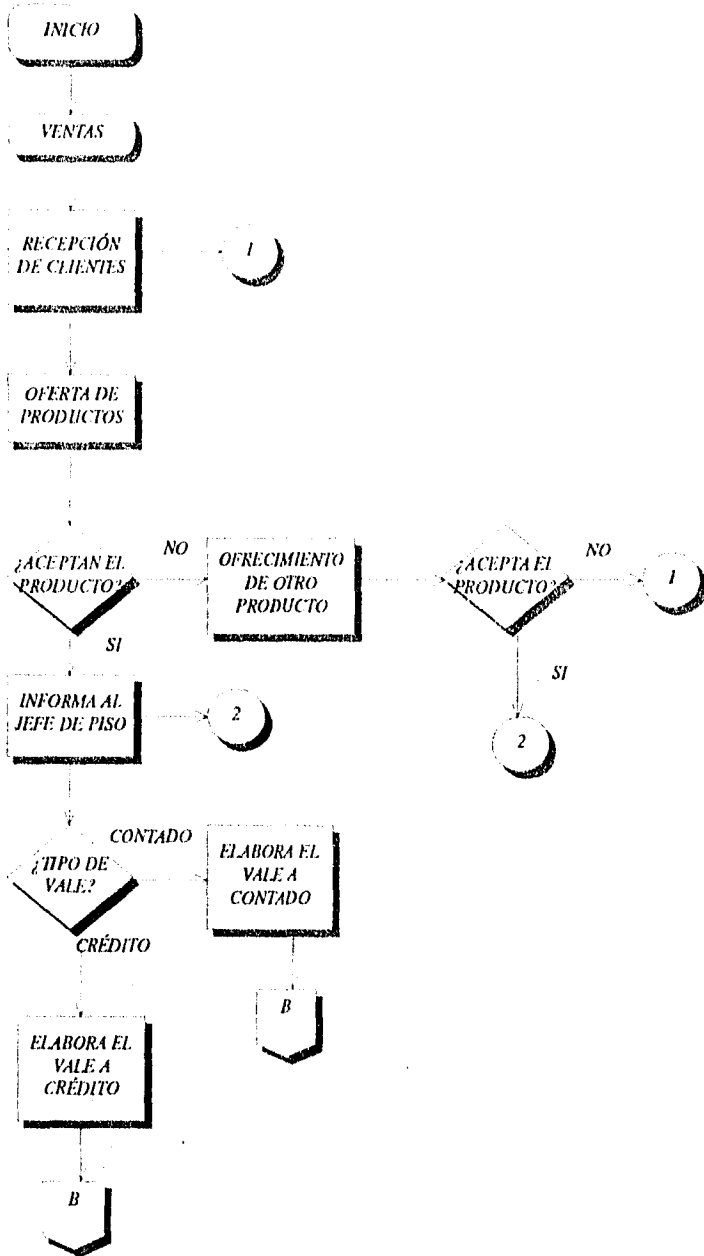 INICIO
VENTAS
RECEPCIÓN
DE CLIENTES
1
OFERTA DE
PRODUCTOS
¿ACEPTAN EL
PRODUCTO?
NO
OFRECIMIENTO
DE OTRO
PRODUCTO
¿ACEPTA EL
PRODUCTO?
NO
1
SI
SI
INFORMA AL
JEFE DE PISO
2
2
¿TIPO DE
VALE?
CONTADO
ELABORA EL
VALE A
CONTADO
CRÉDITO
B
ELABORA EL
VALE A
CRÉDITO
B